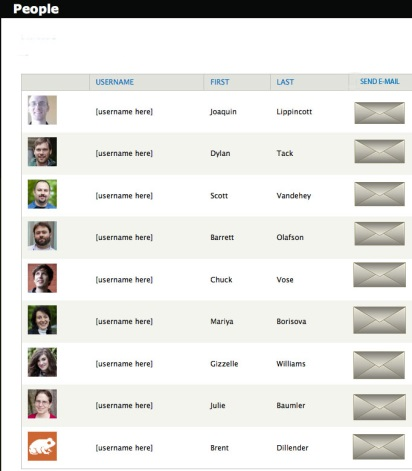 People
USERNAME FIRST LAST SEND E-MAIL
[username here] Joaquin Lippincott
[username here] Dylan Tack
[username here] Scott Vandehey
[username here] Barrett Olafson
[username here] Chuck Vose
[username here] Mariya Borisova
[username here] Gizzelle Williams
[username here] Julie Baumler
[username here] Brent Dillender